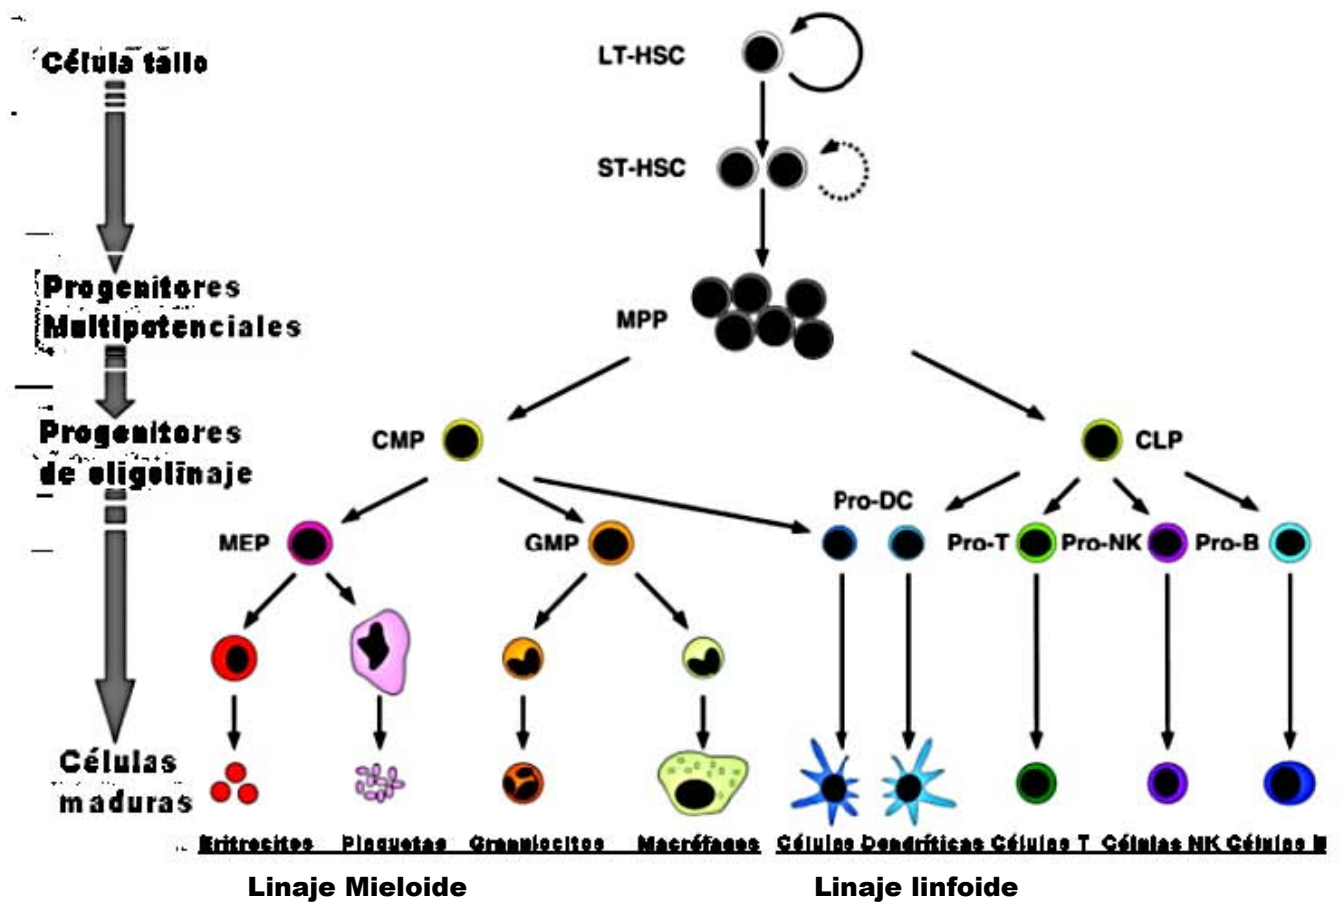 Célula tallo
LT-HSC
ST-HSC
Progenitores
Multipotenciales
MPP
Progenitores
de oligolinaje
CMP
CLP
Pro-DC
MEP
GMP
Pro-T
Pro-NK
Pro-B
Células
maduras
Eritrocitos Plaquetas Granulocitos Macrófagos Células Dendríticas Células T Células NK Células B
Linaje Mieloide Linaje linfoide